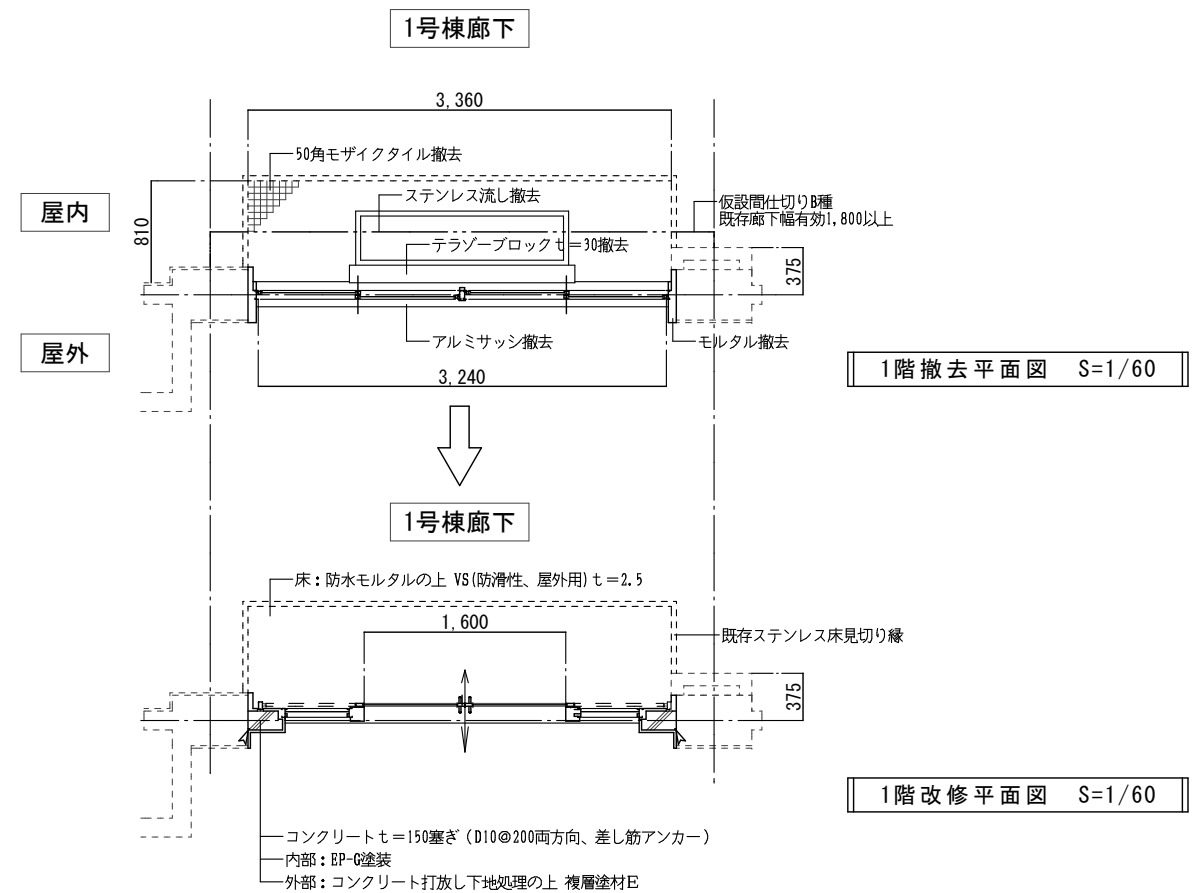 1号棟廊下
3,360
50角モザイクタイル撤去
ステンレス流し撤去
屋内
仮設間仕切りB種
既存廊下幅有効1,800以上
810
テラゾーブロックt=30撤去
375
屋外
アルミサッシ撤去
モルタル撤去
1階撤去平面図 S=1/60
3,240
1号棟廊下
床:防水モルタルの上 VS(防滑性、屋外用)t=2.5
1,600
既存ステンレス床見切り縁
375
1階改修平面図 S=1/60
コンクリートt=150塞ぎ(D10@200両方向、差し筋アンカー)
内部:EP-G塗装
外部:コンクリート打放し下地処理の上 複層塗材E